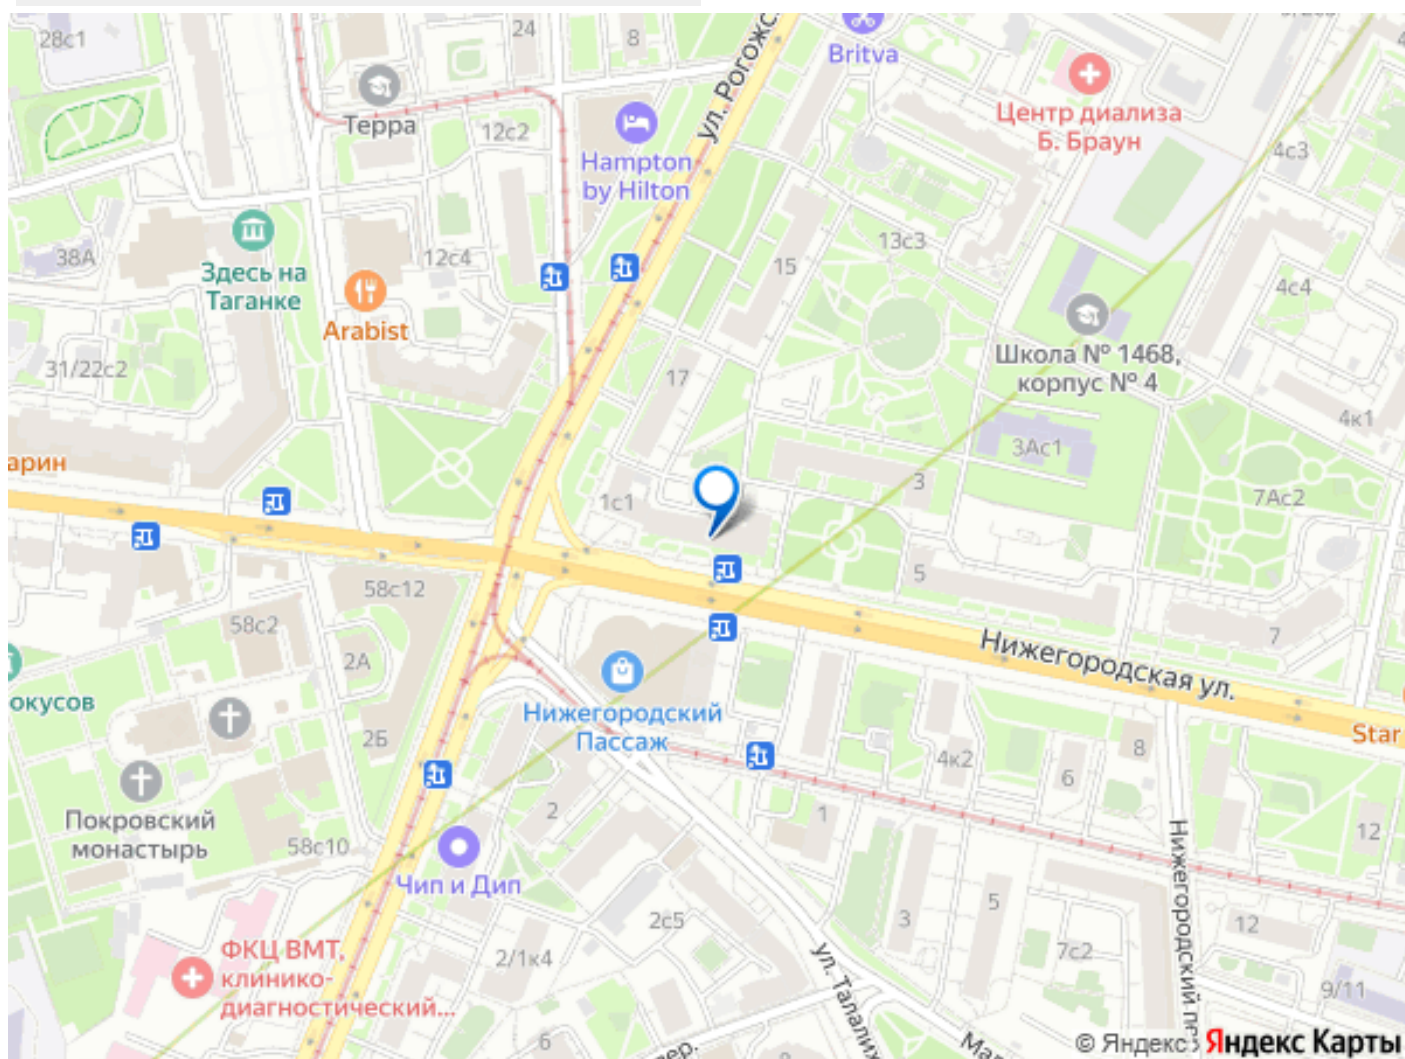 28с1
24
8
ул. Рогожс
Britva
Центр диализа
Б. Браун
Терра
12с2
Hampton
by Hilton
4с3
38А
Здесь на
Таганке
12с4
13с3
15
4с4
Arabist
31/22с2
17
Школа № 1468,
корпус № 4
4к1
3Ас1
арин
1с1
3
7Ас2
58с12
5
58с2
2А
7
Нижегородская ул.
окусов
2Б
Нижегородский
Пассаж
4к2
8
Star
6
Покровский
монастырь
58с10
2
1
12
Чип и Дип
Нижегородский п
2с5
3
5
12
ФКЦ ВМТ,
клинико-
диагностический...
2/1к4
ул. Талалих
7с2
9/11
6
пер.
Мал
© Яндекс
Яндекс Карты